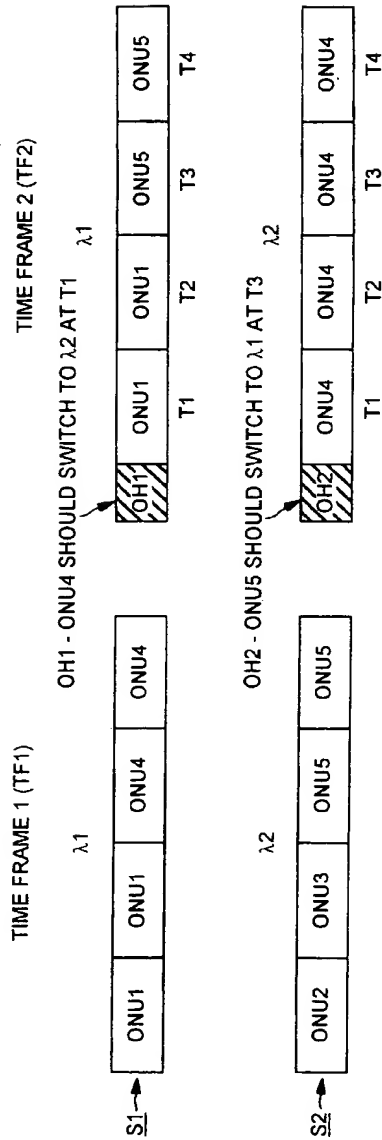 TIME FRAME 1 (TF1)
λ1
S1
ONU1 ONU1 ONU4 ONU4
λ2
S2
ONU2 ONU3 ONU5 ONU5
TIME FRAME 2 (TF2)
OH1 - ONU4 SHOULD SWITCH TO λ2 AT T1
λ1
OH1 ONU1 ONU1 ONU5 ONU5
T1 T2 T3 T4
OH2 - ONU5 SHOULD SWITCH TO λ1 AT T3
λ2
OH2 ONU4 ONU4 ONU4 ONU4
T1 T2 T3 T4